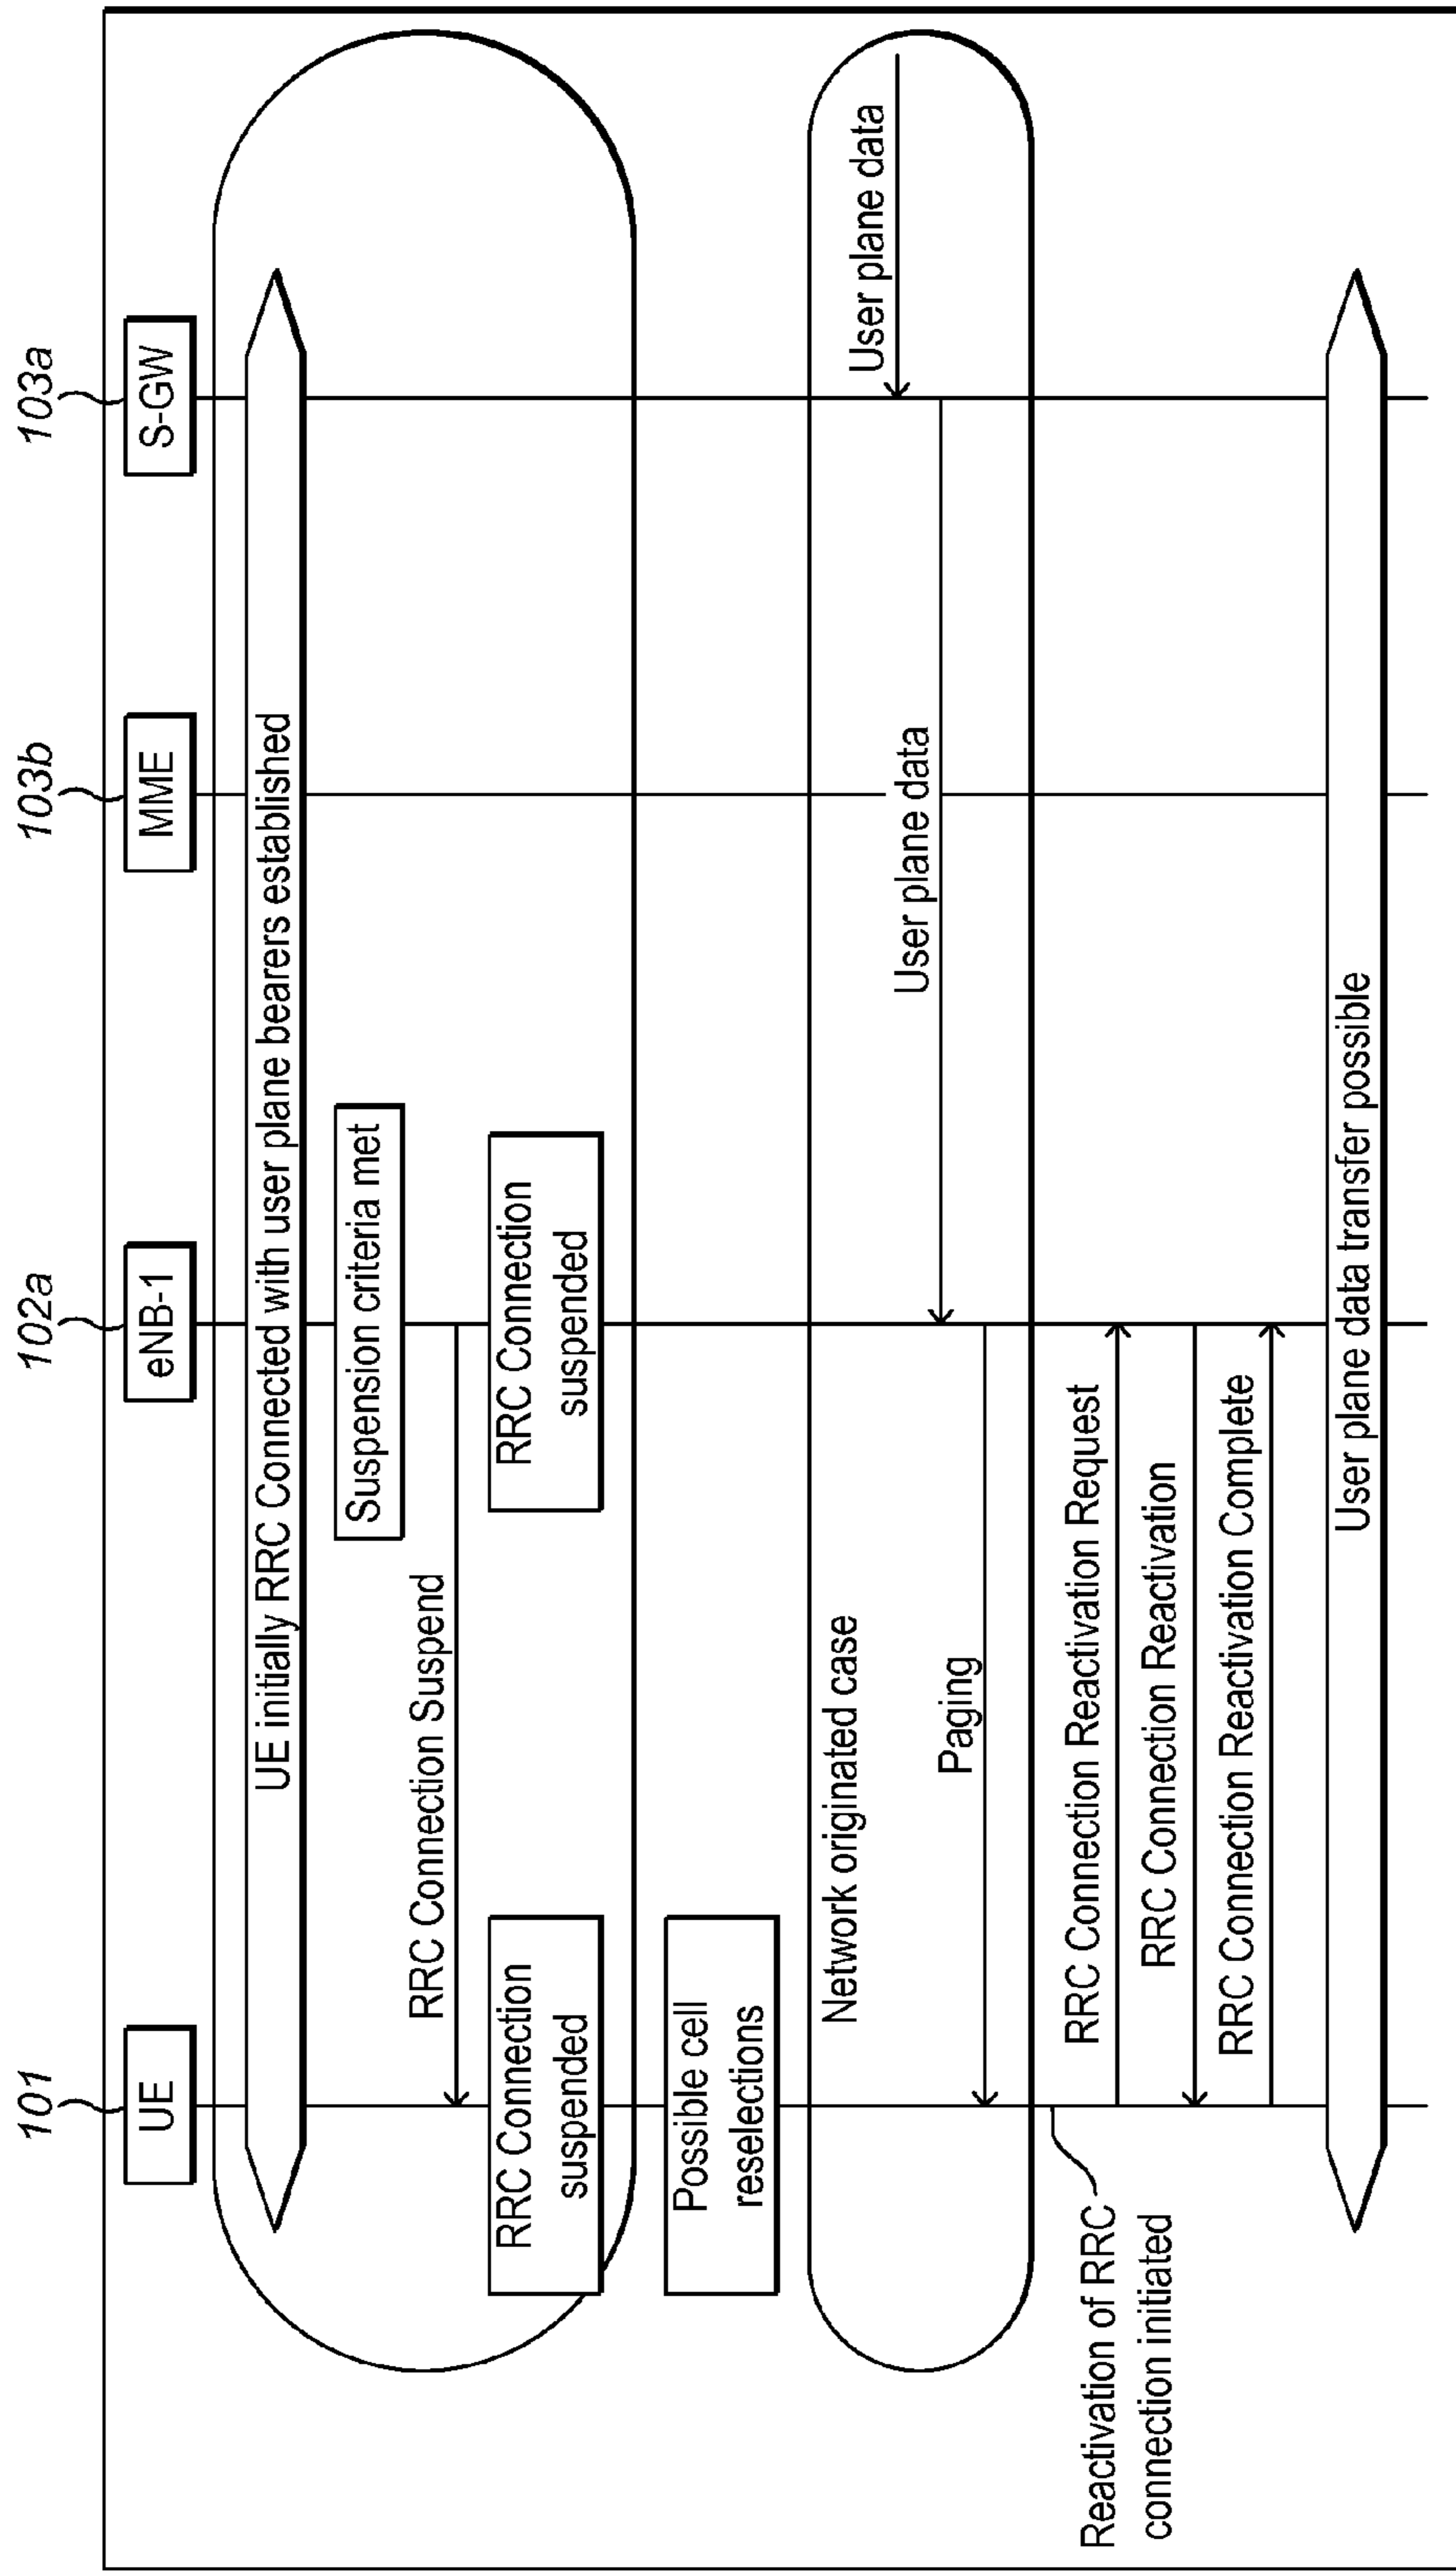 101
102a
103b
103a
UE
eNB-1
MME
S-GW
UE initially RRC Connected with user plane bearers established
Suspension criteria met
RRC Connection Suspend
RRC Connection
suspended
RRC Connection
suspended
Possible cell
reselections
Network originated case
User plane data
User plane data
Paging
Reactivation of RRC
connection initiated
RRC Connection Reactivation Request
RRC Connection Reactivation
RRC Connection Reactivation Complete
User plane data transfer possible